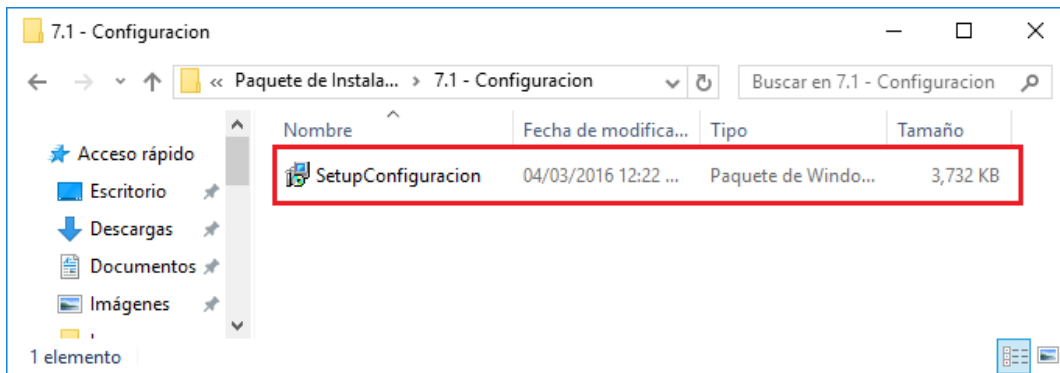 7.1 - Configuracion
« Paquete de Instala... > 7.1 - Configuracion
Buscar en 7.1 - Configuracion
Nombre Fecha de modifica... Tipo Tamaño
Acceso rápido
SetupConfiguracion 04/03/2016 12:22 ... Paquete de Windo... 3,732 KB
Escritorio
Descargas
Documentos
Imágenes
1 elemento